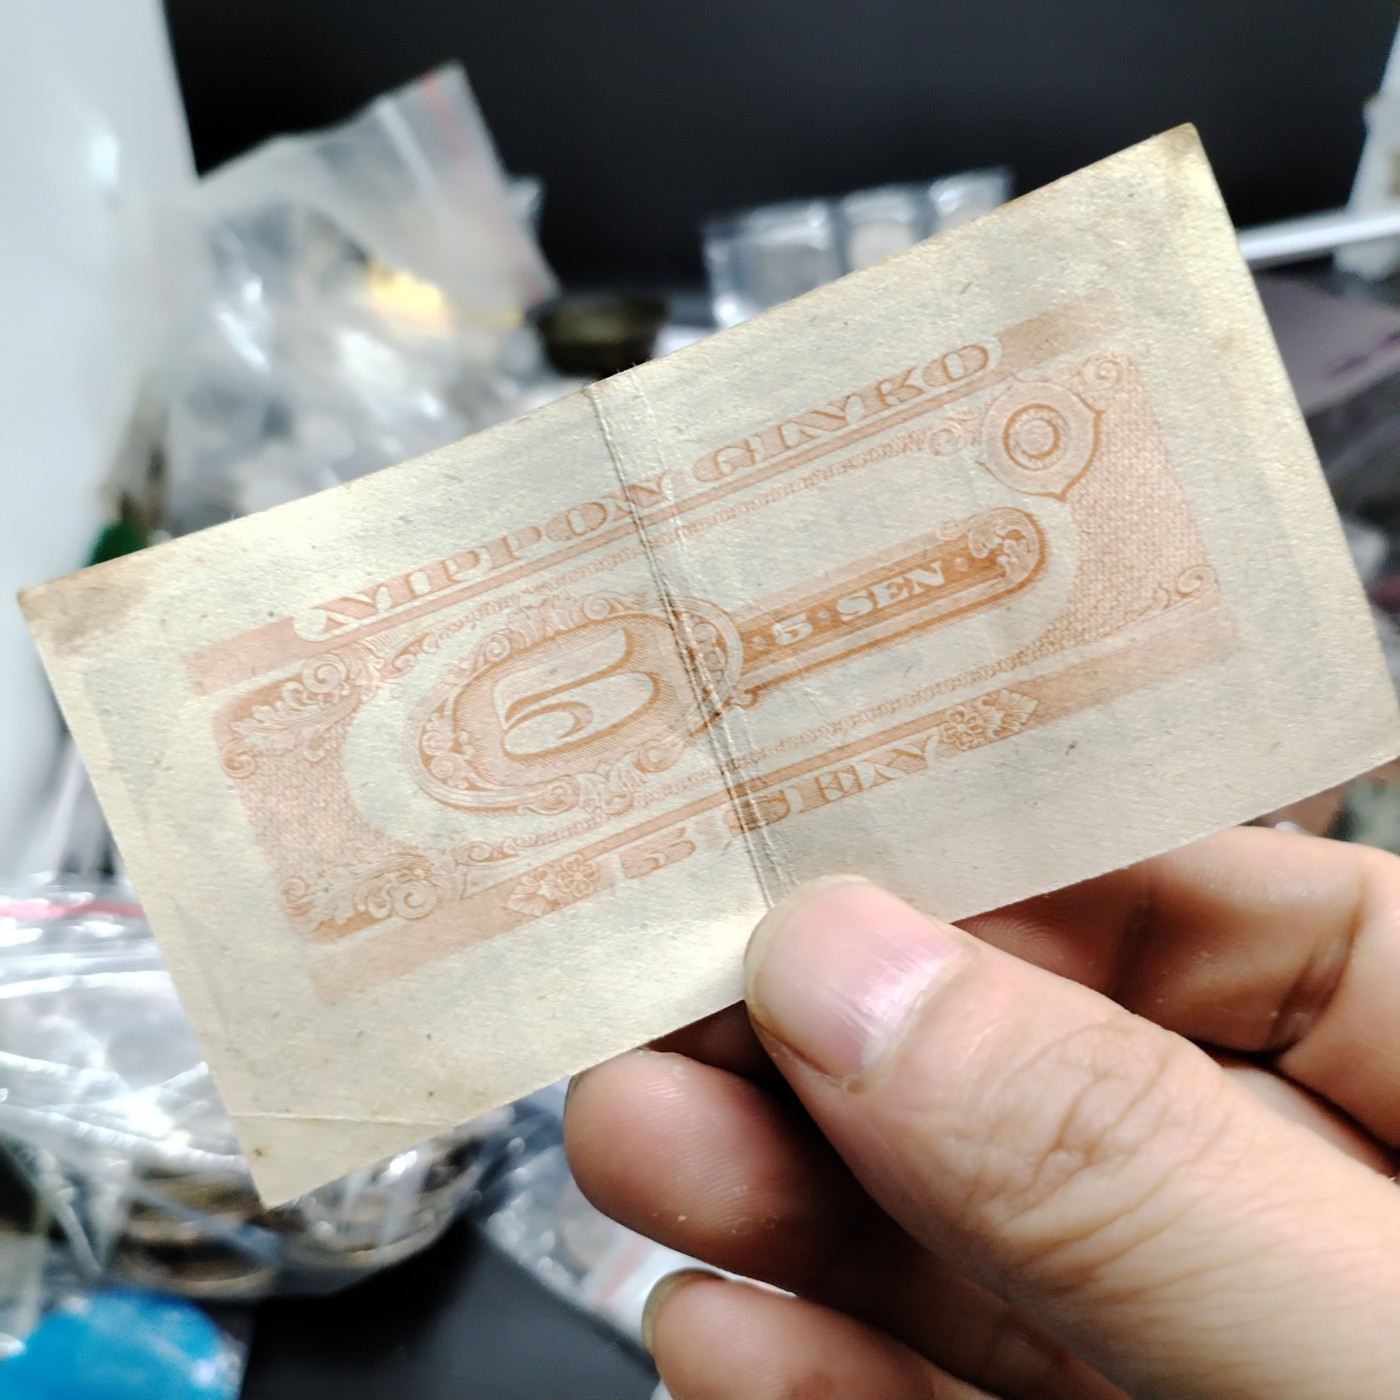 NIPPON GINKO
5
· 5 · SEN ·
5 SEN